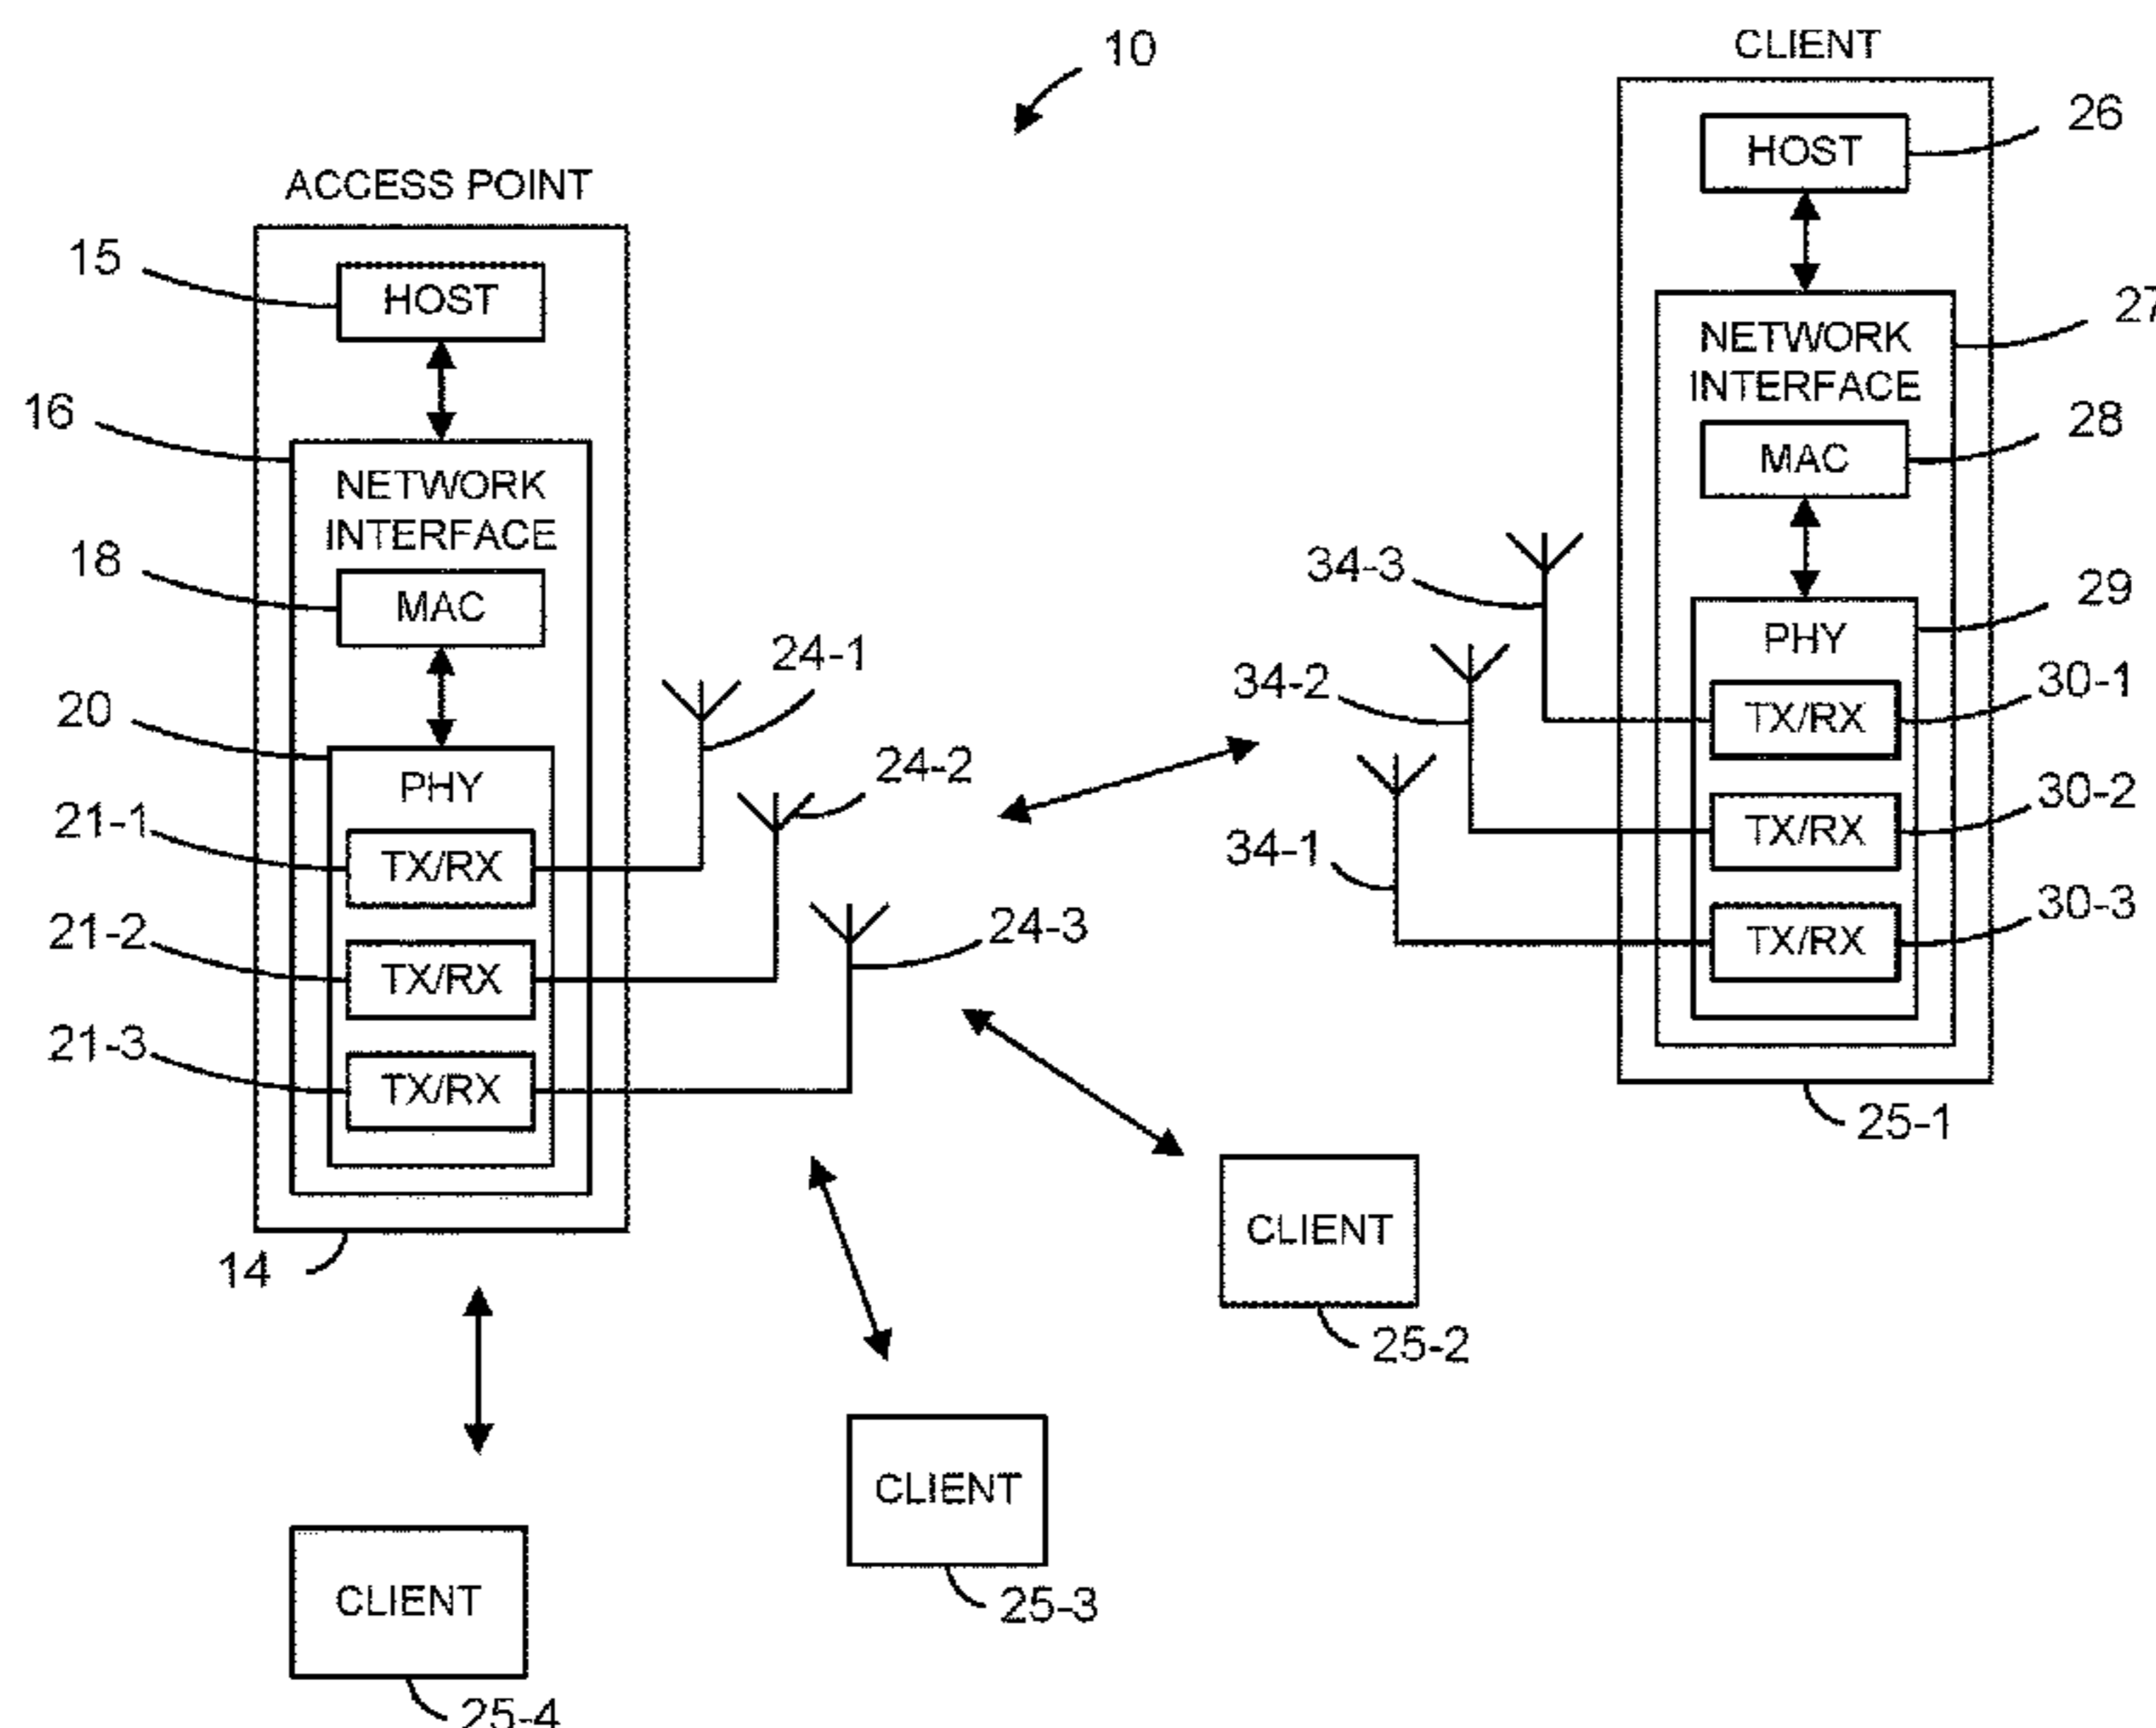 10
CLIENT
HOST
26
ACCESS POINT
15
HOST
27
NETWORK
INTERFACE
16
28
MAC
NETWORK
INTERFACE
18
MAC
34-3
29
PHY
24-1
34-2
30-1
TX/RX
20
PHY
24-2
30-2
TX/RX
21-1
TX/RX
34-1
30-3
TX/RX
21-2
TX/RX
24-3
21-3
TX/RX
25-1
14
CLIENT
25-2
CLIENT
25-3
CLIENT
25-4